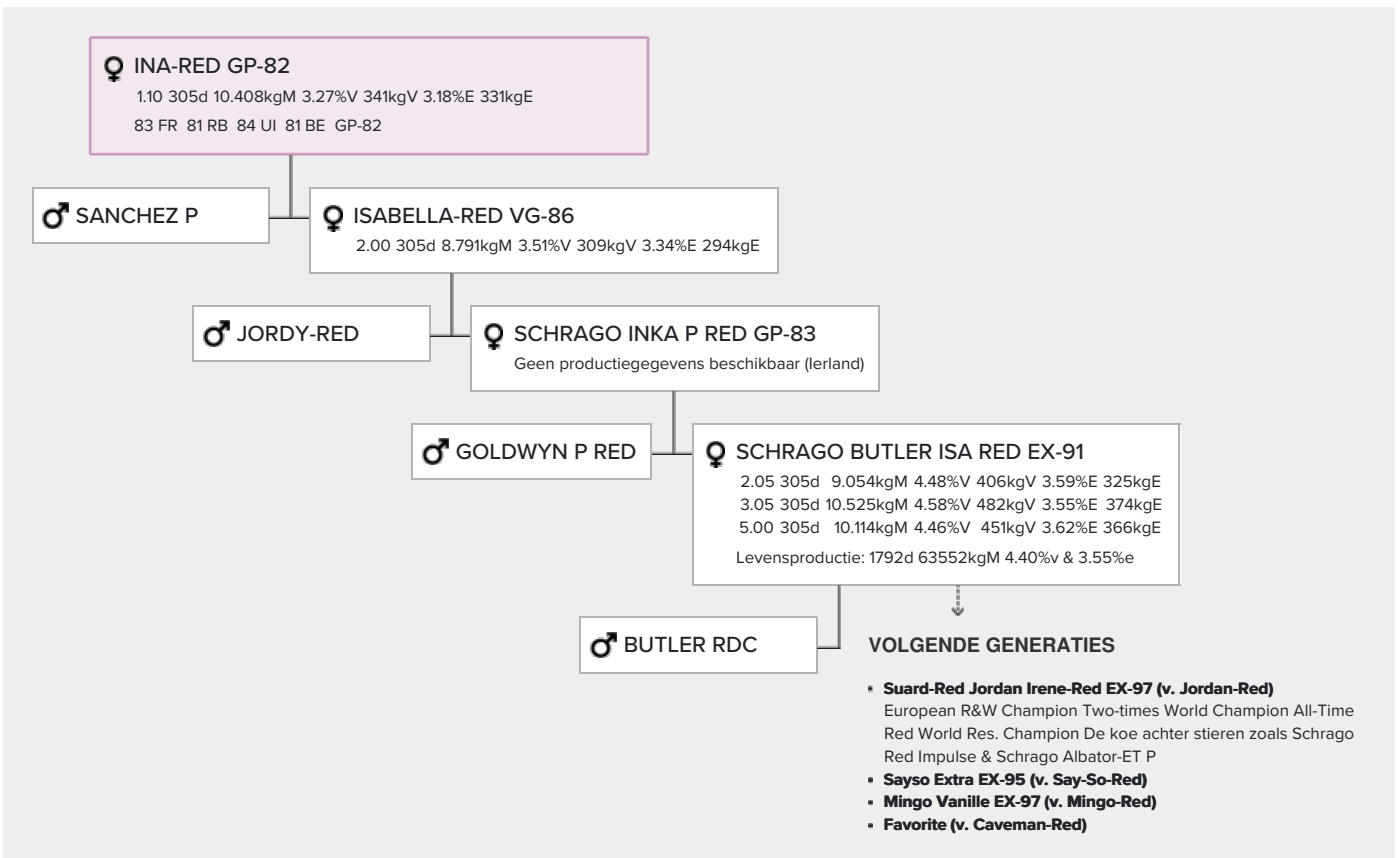 INA-RED GP-82
1.10 305d 10.408kgM 3.27%V 341kgV 3.18%E 331kgE
83 FR 81 RB 84 UI 81 BE GP-82
SANCHEZ P
ISABELLA-RED VG-86
2.00 305d 8.791kgM 3.51%V 309kgV 3.34%E 294kgE
JORDY-RED
SCHRAGO INKA P RED GP-83
Geen productiegegevens beschikbaar (Ierland)
GOLDWYN P RED
SCHRAGO BUTLER ISA RED EX-91
2.05 305d 9.054kgM 4.48%V 406kgV 3.59%E 325kgE
3.05 305d 10.525kgM 4.58%V 482kgV 3.55%E 374kgE
5.00 305d 10.114kgM 4.46%V 451kgV 3.62%E 366kgE
Levensproductie: 1792d 63552kgM 4.40%v & 3.55%e
BUTLER RDC
VOLGENDE GENERATIES
▪ Suard-Red Jordan Irene-Red EX-97 (v. Jordan-Red)
European R&W Champion Two-times World Champion All-Time
Red World Res. Champion De koe achter stieren zoals Schrago
Red Impulse & Schrago Albator-ET P
▪ Sayso Extra EX-95 (v. Say-So-Red)
▪ Mingo Vanille EX-97 (v. Mingo-Red)
▪ Favorite (v. Caveman-Red)